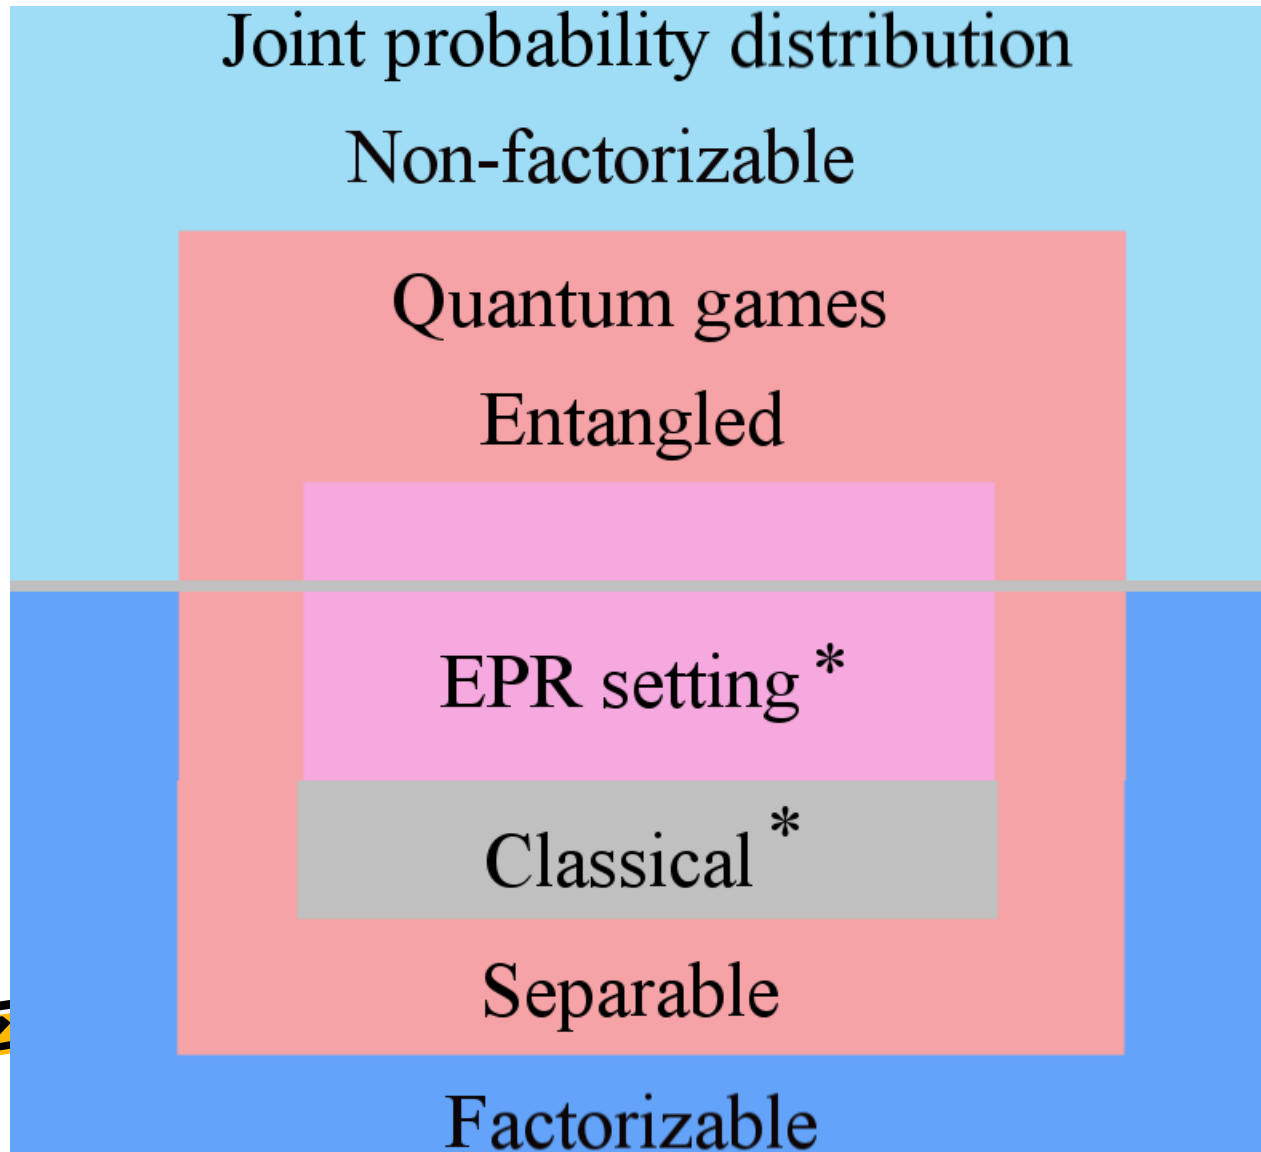 Joint probability distribution
Non-factorizable
Quantum games
Entangled
EPR setting *
Classical *
Separable
Factorizable